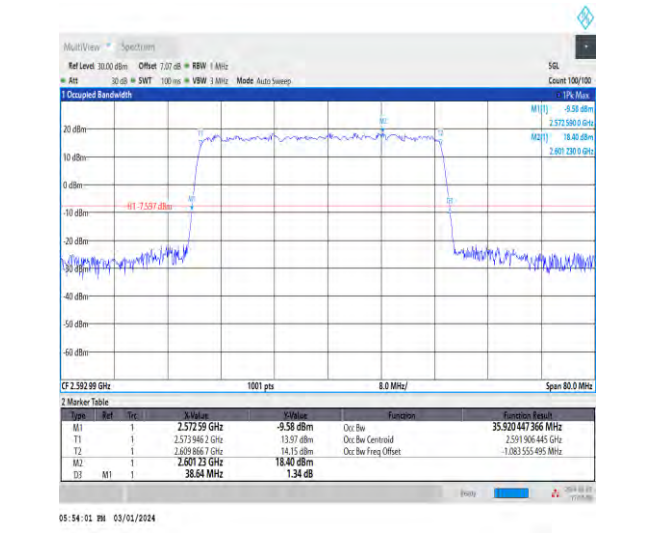 MultiView Spectrum
Ref Level 30.00 dBm Offset 7.07 dB RBW 1 MHz SGL
Att 30 dB SWT 100 ms VBW 3 MHz Mode Auto Sweep Count 100/100
1 Occupied Bandwidth 1Pk Max
M1[1] -9.58 dBm
2.572 590 0 GHz
M2[1] 18.40 dBm
2.601 230 0 GHz
M2
T1 T2
20 dBm
10 dBm
0 dBm
M1 D3
H1 -7.597 dBm
-10 dBm
-20 dBm
-30 dBm
-40 dBm
-50 dBm
-60 dBm
CF 2.592 99 GHz 1001 pts 8.0 MHz/ Span 80.0 MHz
2 Marker Table
Type Ref Trc X-Value Y-Value Function Function Result
M1 1 2.572 59 GHz -9.58 dBm Occ Bw 35.920 447 366 MHz
T1 1 2.573 946 2 GHz 13.97 dBm Occ Bw Centroid 2.591 906 445 GHz
T2 1 2.609 866 7 GHz 14.15 dBm Occ Bw Freq Offset -1.083 555 495 MHz
M2 1 2.601 23 GHz 18.40 dBm
D3 M1 1 38.64 MHz 1.34 dB
05:54:01 PM 03/01/2024